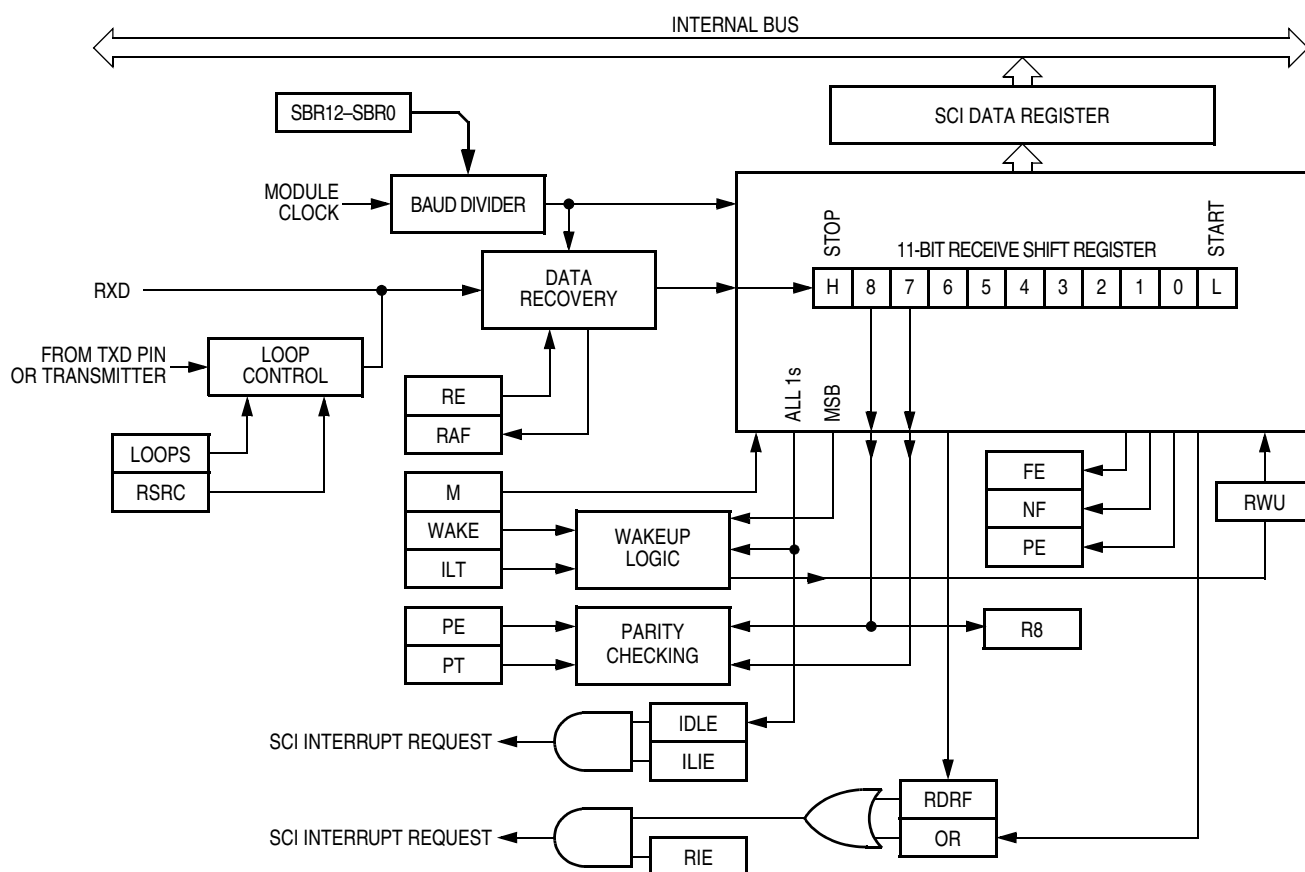 INTERNAL BUS
SBR12–SBR0
SCI DATA REGISTER
MODULE
CLOCK
BAUD DIVIDER
STOP
11-BIT RECEIVE SHIFT REGISTER
START
RXD
DATA
RECOVERY
H 8 7 6 5 4 3 2 1 0 L
FROM TXD PIN
OR TRANSMITTER
LOOP
CONTROL
ALL 1s
MSB
RE
RAF
LOOPS
RSRC
M
WAKE
ILT
WAKEUP
LOGIC
FE
NF
PE
RWU
PE
PT
PARITY
CHECKING
R8
SCI INTERRUPT REQUEST
IDLE
ILIE
SCI INTERRUPT REQUEST
RDRF
OR
RIE